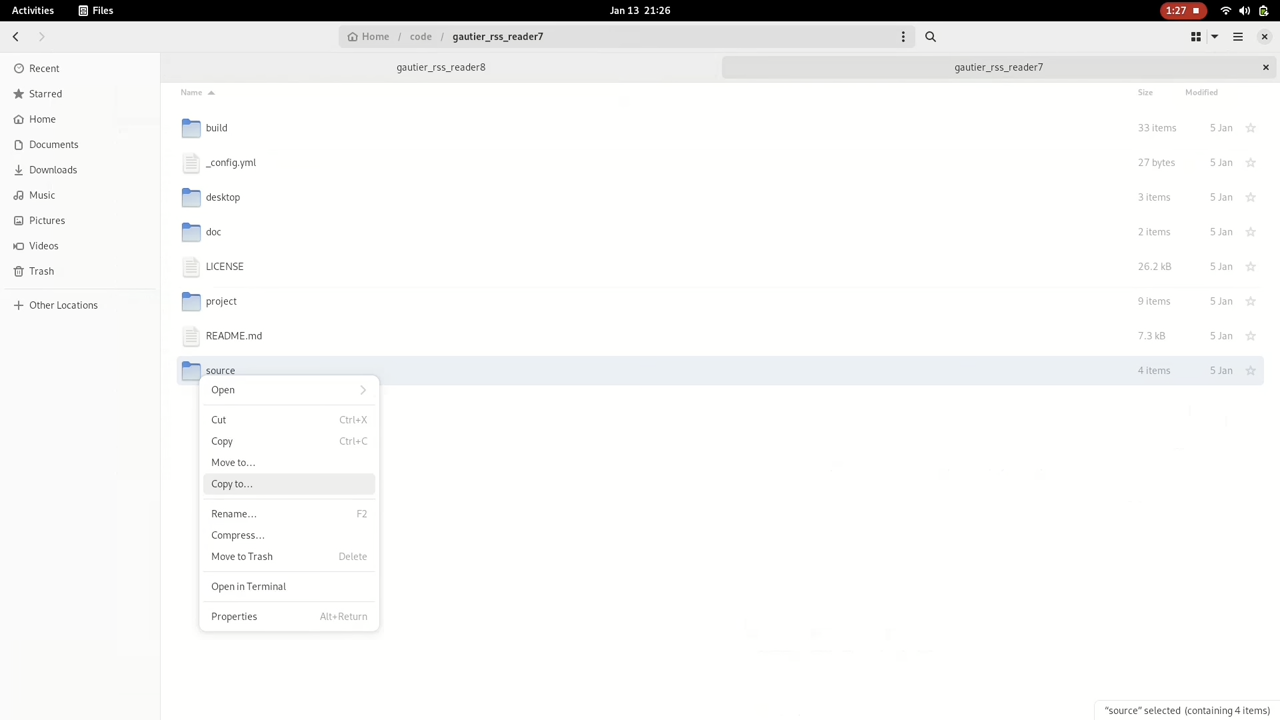 Activities Files Jan 13 21:26 1:27
Home / code / gautier_rss_reader7
gautier_rss_reader8 gautier_rss_reader7
Name Size Modified
Recent
Starred
Home
Documents
Downloads
Music
Pictures
Videos
Trash
Other Locations
build 33 items 5 Jan
_config.yml 27 bytes 5 Jan
desktop 3 items 5 Jan
doc 2 items 5 Jan
LICENSE 26.2 kB 5 Jan
project 9 items 5 Jan
README.md 7.3 kB 5 Jan
source 4 items 5 Jan
Open
Cut Ctrl+X
Copy Ctrl+C
Move to…
Copy to…
Rename… F2
Compress…
Move to Trash Delete
Open in Terminal
Properties Alt+Return
“source” selected (containing 4 items)